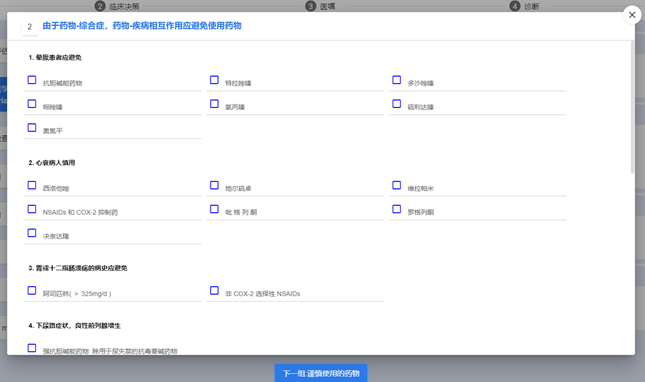 2 临床决策 3 医嘱 4 诊断
2 由于药物-综合症，药物-疾病相互作用应避免使用药物
1. 晕厥患者应避免
抗胆碱能药物 特拉唑嗪 多沙唑嗪
哌唑嗪 氯丙嗪 硫利达嗪
奥氮平
2. 心衰病人慎用
西洛他唑 地尔硫卓 维拉帕米
NSAIDs 和 COX-2 抑制药 吡 格 列 酮 罗格列酮
决奈达隆
3. 胃或十二指肠溃疡的病史应避免
阿司匹林( > 325mg/d ) 非 COX-2 选择性 NSAIDs
4. 下尿路症状，良性前列腺增生
强抗胆碱能药物 除用于尿失禁的抗毒蕈碱药物
下一组 谨慎使用的药物